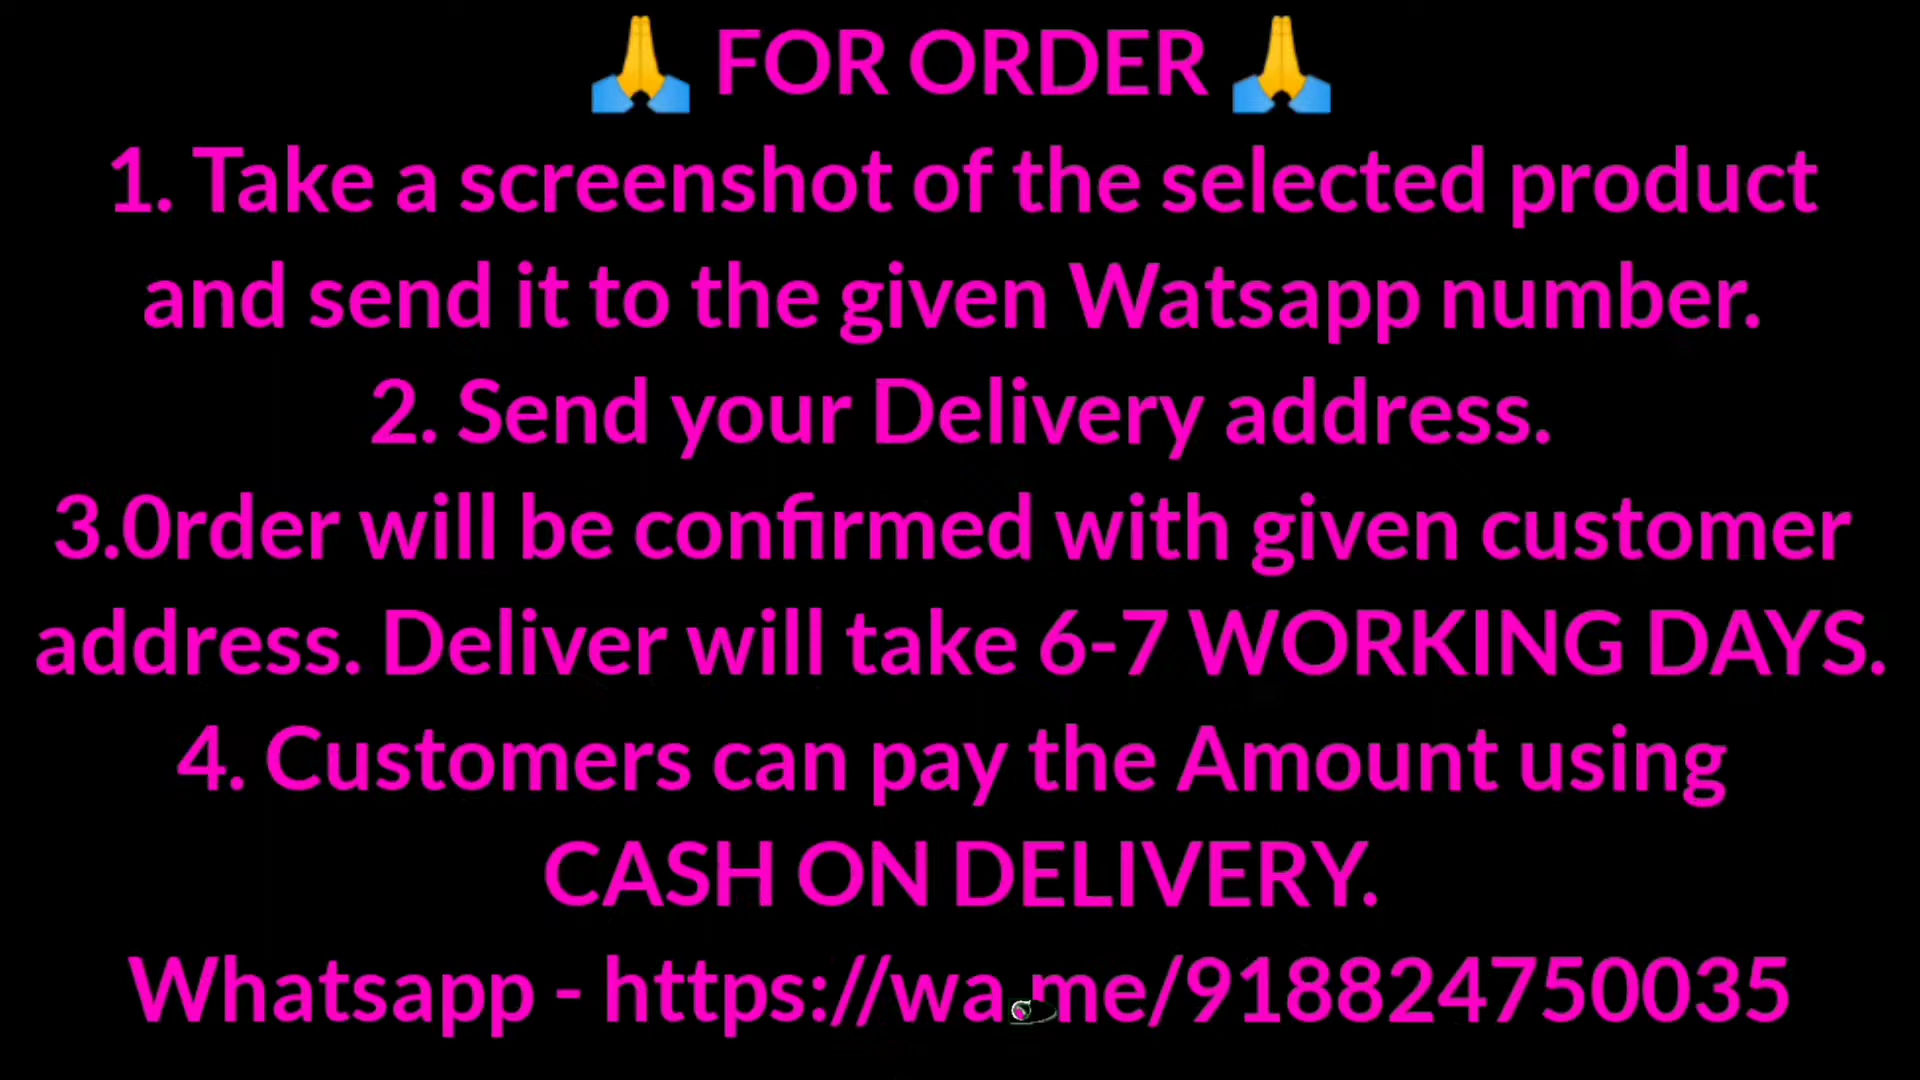 🙏 FOR ORDER 🙏
1. Take a screenshot of the selected product
and send it to the given Watsapp number.
2. Send your Delivery address.
3.0rder will be confirmed with given customer
address. Deliver will take 6-7 WORKING DAYS.
4. Customers can pay the Amount using
CASH ON DELIVERY.
Whatsapp - https://wa.me/918824750035